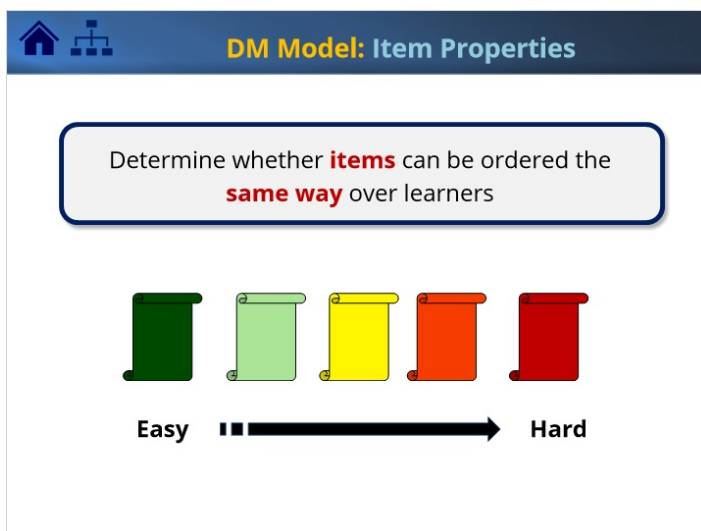 DM Model: Item Properties
Determine whether items can be ordered the
same way over learners
Easy
Hard